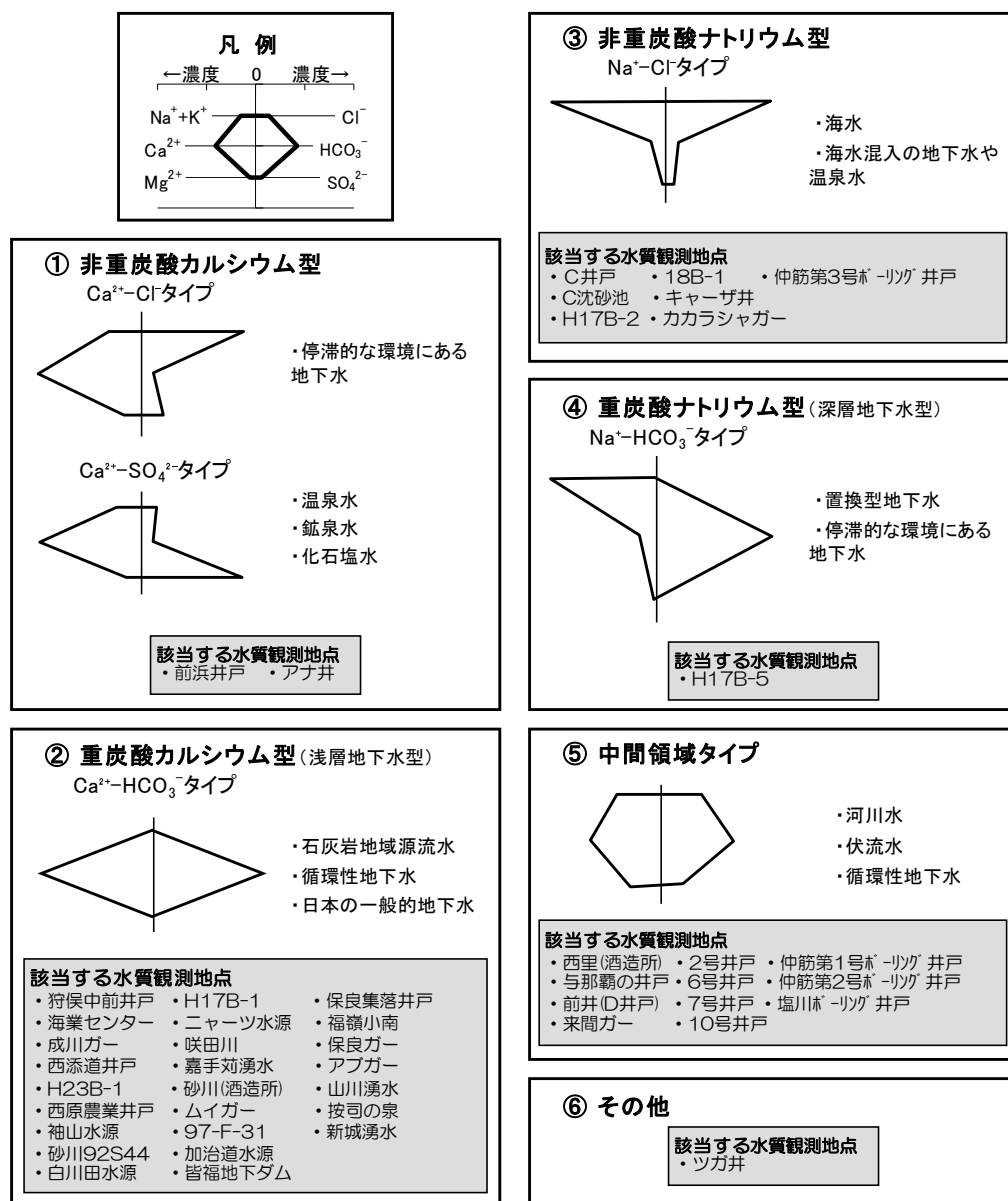 凡 例
←濃度 0 濃度→
Na⁺+K⁺ Cl⁻
Ca²⁺ HCO₃⁻
Mg²⁺ SO₄²⁻
① 非重炭酸カルシウム型
Ca²⁺−Cl⁻タイプ
・停滞的な環境にある
地下水
Ca²⁺−SO₄²⁻タイプ
・温泉水
・鉱泉水
・化石塩水
該当する水質観測地点
・前浜井戸 ・アナ井
② 重炭酸カルシウム型(浅層地下水型)
Ca²⁺−HCO₃⁻タイプ
・石灰岩地域源流水
・循環性地下水
・日本の一般的地下水
該当する水質観測地点
・狩俣中前井戸 ・H17B-1 ・保良集落井戸
・海業センター ・ニャーツ水源 ・福嶺小南
・成川ガー ・咲田川 ・保良ガー
・西添道井戸 ・嘉手苅湧水 ・アブガー
・H23B-1 ・砂川(酒造所) ・山川湧水
・西原農業井戸 ・ムイガー ・按司の泉
・袖山水源 ・97-F-31 ・新城湧水
・砂川92S44 ・加治道水源
・白川田水源 ・皆福地下ダム
③ 非重炭酸ナトリウム型
Na⁺−Cl⁻タイプ
・海水
・海水混入の地下水や
温泉水
該当する水質観測地点
・C井戸 ・18B-1 ・仲筋第3号ﾎﾞｰﾘﾝｸﾞ井戸
・C沈砂池 ・キャーザ井
・H17B-2 ・カカラシャガー
④ 重炭酸ナトリウム型(深層地下水型)
Na⁺−HCO₃⁻タイプ
・置換型地下水
・停滞的な環境にある
地下水
該当する水質観測地点
・H17B-5
⑤ 中間領域タイプ
・河川水
・伏流水
・循環性地下水
該当する水質観測地点
・西里(酒造所) ・2号井戸 ・仲筋第1号ﾎﾞｰﾘﾝｸﾞ井戸
・与那覇の井戸 ・6号井戸 ・仲筋第2号ﾎﾞｰﾘﾝｸﾞ井戸
・前井(D井戸) ・7号井戸 ・塩川ﾎﾞｰﾘﾝｸﾞ井戸
・来間ガー ・10号井戸
⑥ その他
該当する水質観測地点
・ツガ井